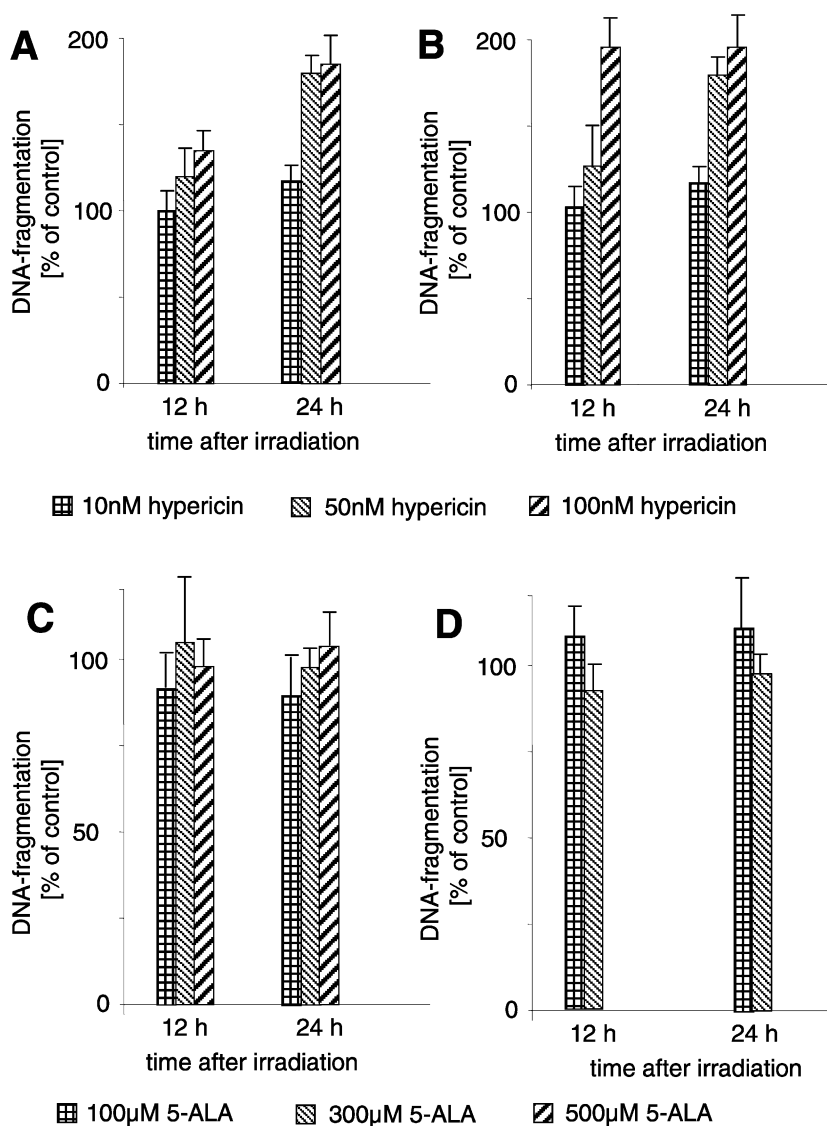 A
200
100
0
DNA-fragmentation
[% of control]
12 h
24 h
time after irradiation
B
200
100
0
DNA-fragmentation
[% of control]
12 h
24 h
time after irradiation
10nM hypericin
50nM hypericin
100nM hypericin
C
100
50
0
DNA-fragmentation
[% of control]
12 h
24 h
time after irradiation
D
100
50
0
DNA-fragmentation
[% of control]
12 h
24 h
time after irradiation
100µM 5-ALA
300µM 5-ALA
500µM 5-ALA